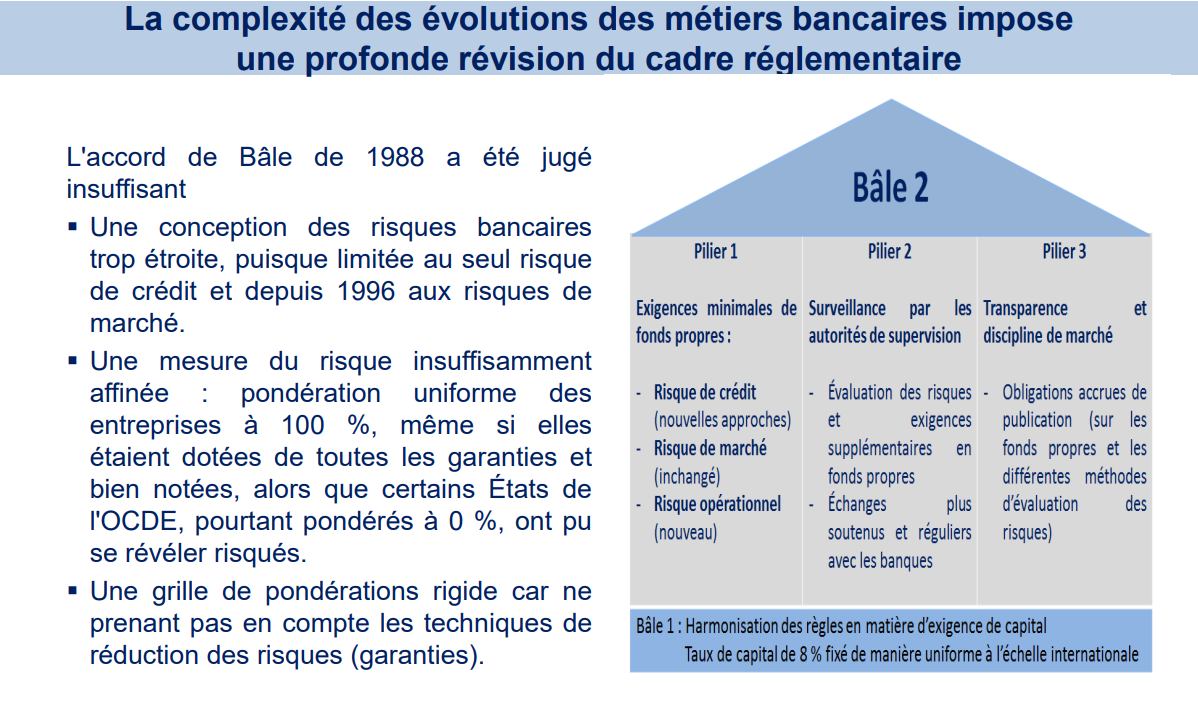 La complexité des évolutions des métiers bancaires impose
une profonde révision du cadre réglementaire
L'accord de Bâle de 1988 a été jugé
insuffisant
▪ Une conception des risques bancaires
trop étroite, puisque limitée au seul risque
de crédit et depuis 1996 aux risques de
marché.
▪ Une mesure du risque insuffisamment
affinée : pondération uniforme des
entreprises à 100 %, même si elles
étaient dotées de toutes les garanties et
bien notées, alors que certains États de
l'OCDE, pourtant pondérés à 0 %, ont pu
se révéler risqués.
▪ Une grille de pondérations rigide car ne
prenant pas en compte les techniques de
réduction des risques (garanties).
Bâle 2
Pilier 1
Exigences minimales de
fonds propres :
- Risque de crédit
(nouvelles approches)
- Risque de marché
(inchangé)
- Risque opérationnel
(nouveau)
Pilier 2
Surveillance par les
autorités de supervision
- Évaluation des risques
et exigences
supplémentaires en
fonds propres
- Échanges plus
soutenus et réguliers
avec les banques
Pilier 3
Transparence et
discipline de marché
- Obligations accrues de
publication (sur les
fonds propres et les
différentes méthodes
d'évaluation des
risques)
Bâle 1 : Harmonisation des règles en matière d'exigence de capital
Taux de capital de 8 % fixé de manière uniforme à l'échelle internationale